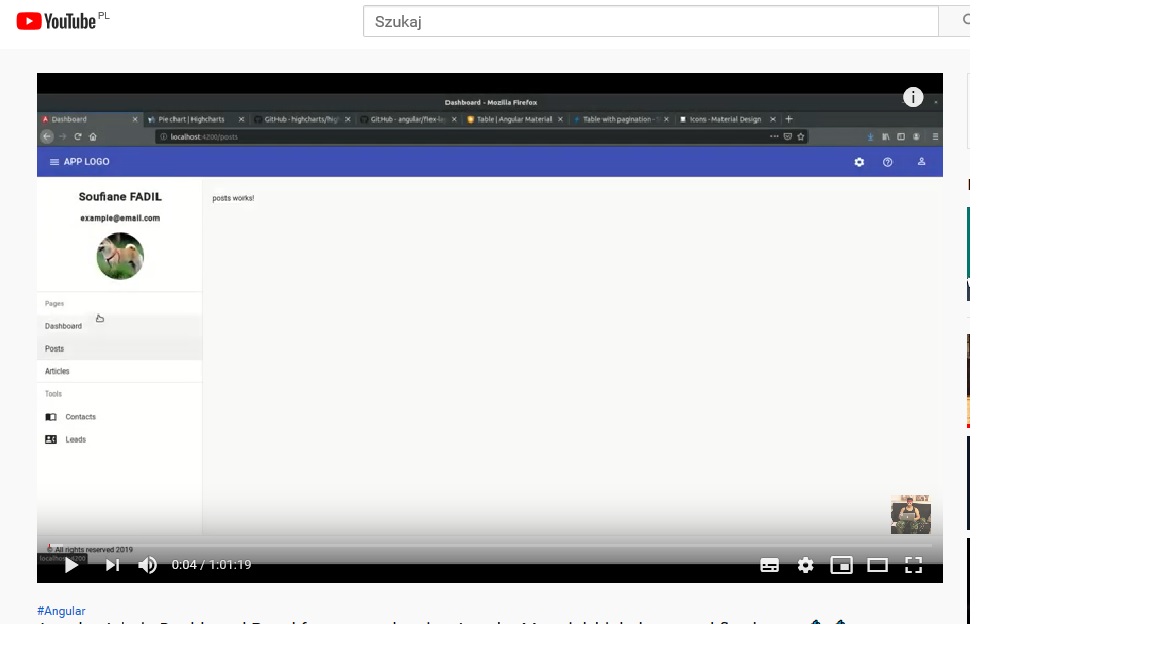 YouTube PL
Szukaj
Dashboard - Mozilla Firefox
Dashboard
Pie chart | Highcharts
GitHub - highcharts/high
GitHub - angular/flex-la
Table | Angular Material
Table with pagination -
Icons - Material Design
localhost:4200/posts
APP LOGO
Soufiane FADIL
example@email.com
posts works!
Pages
Dashboard
Posts
Articles
Tools
Contacts
Leeds
© All rights reserved 2019
localhost:4200
0:04 / 1:01:19
#Angular